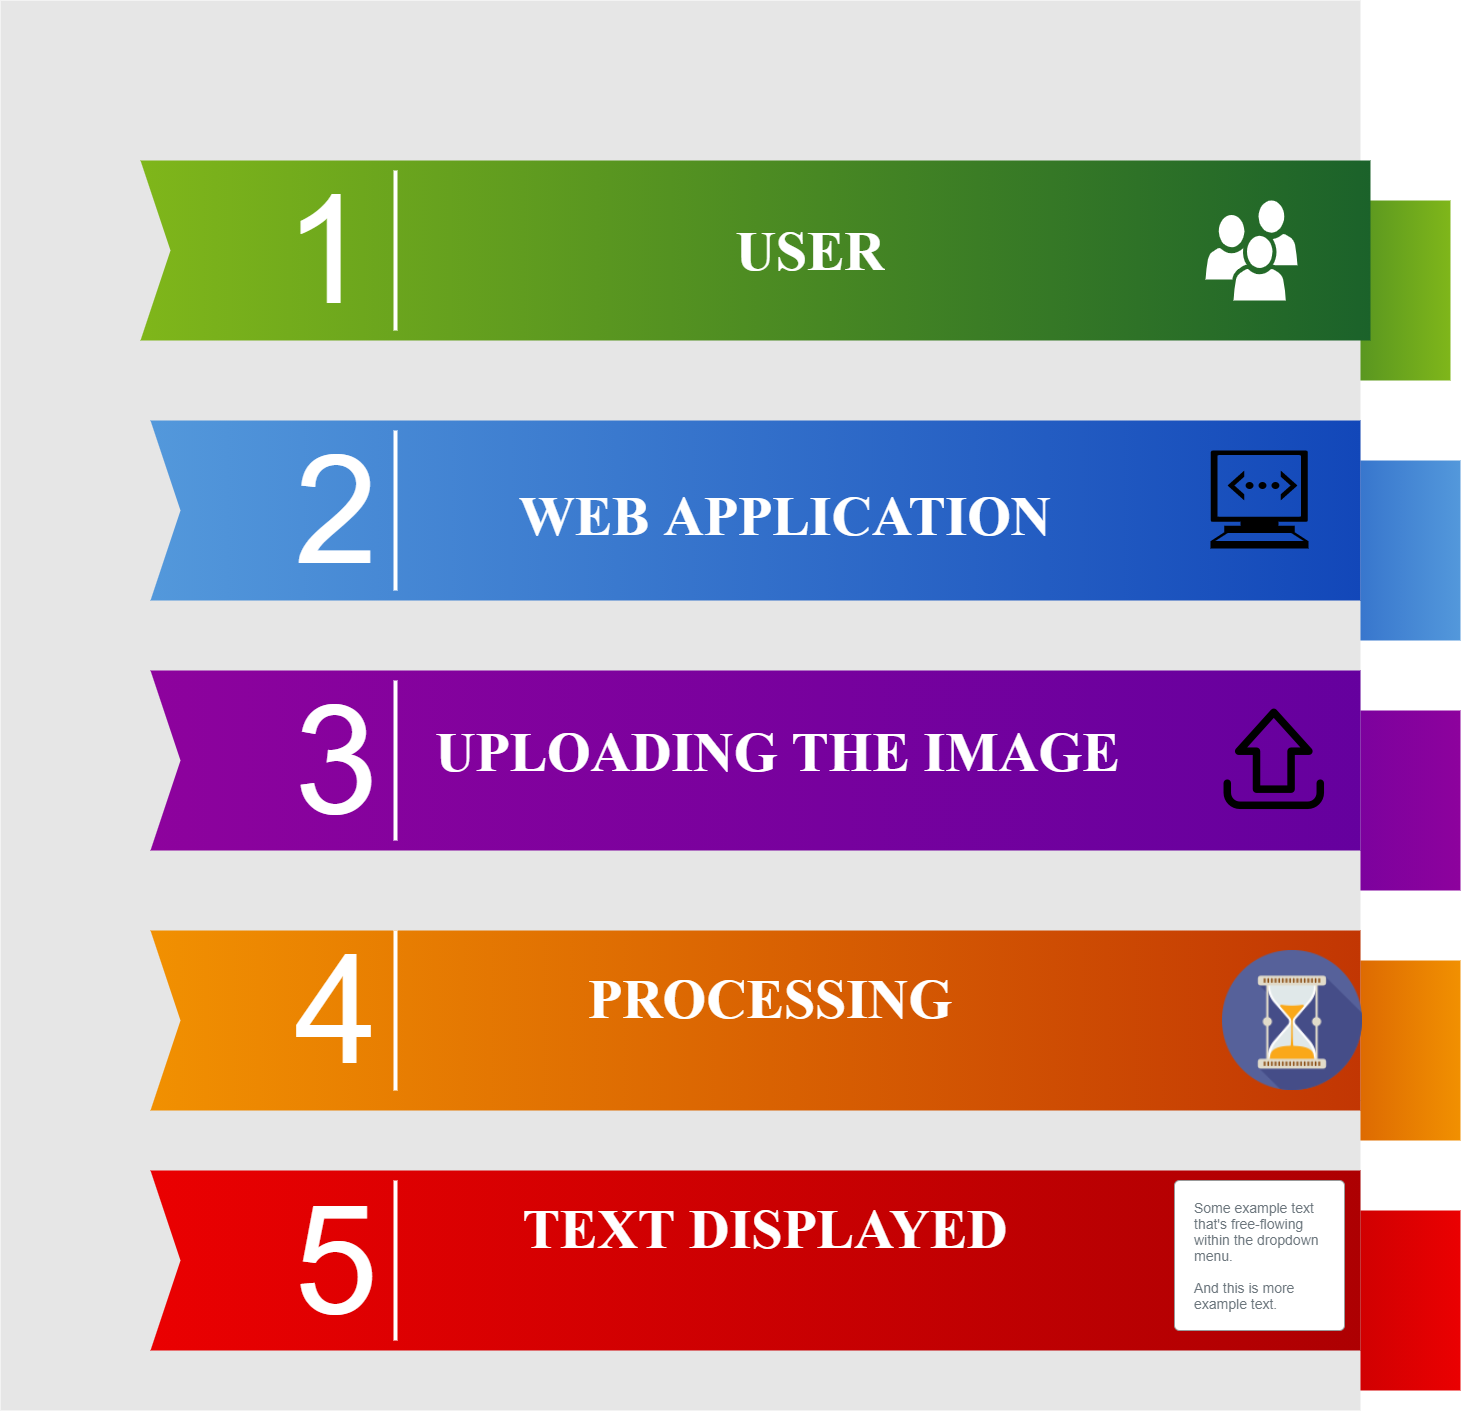 1
USER
2
WEB APPLICATION
3
UPLOADING THE IMAGE
4
PROCESSING
5
TEXT DISPLAYED
Some example text
that's free-flowing
within the dropdown
menu.
And this is more
example text.